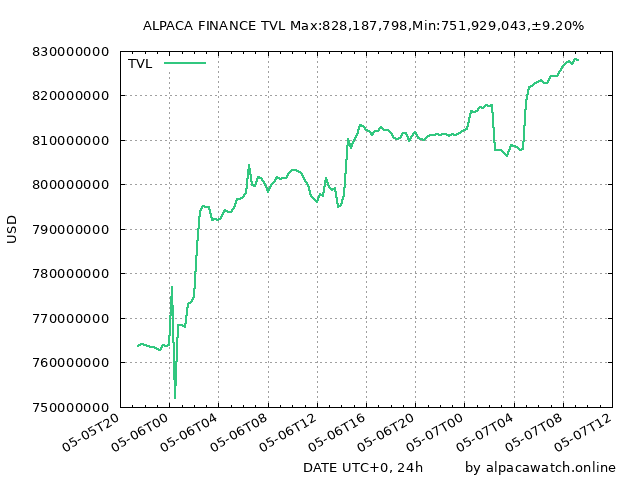 ALPACA FINANCE TVL Max:828,187,798,Min:751,929,043,±9.20%
TVL
830000000
820000000
810000000
800000000
790000000
780000000
770000000
760000000
750000000
USD
05-05T20
05-06T00
05-06T04
05-06T08
05-06T12
05-06T16
05-06T20
05-07T00
05-07T04
05-07T08
05-07T12
DATE UTC+0, 24h
by alpacawatch.online